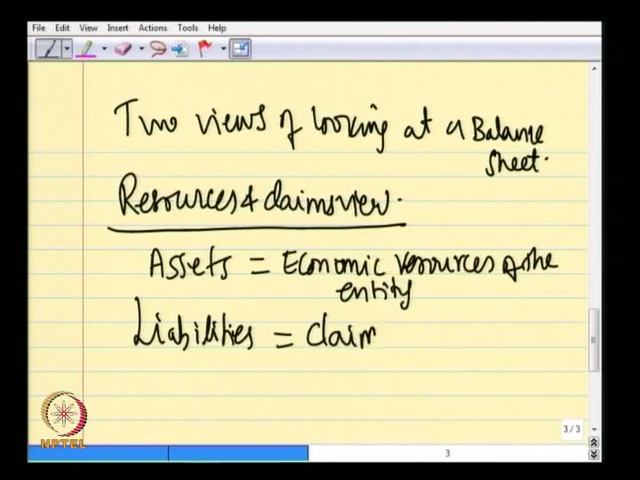 File Edit View Insert Actions Tools Help
Two views of looking at a Balance
sheet.
Resources & claims view.
Assets = Economic resources of the
entity
Liabilities = claim
NPTEL
3/3
3